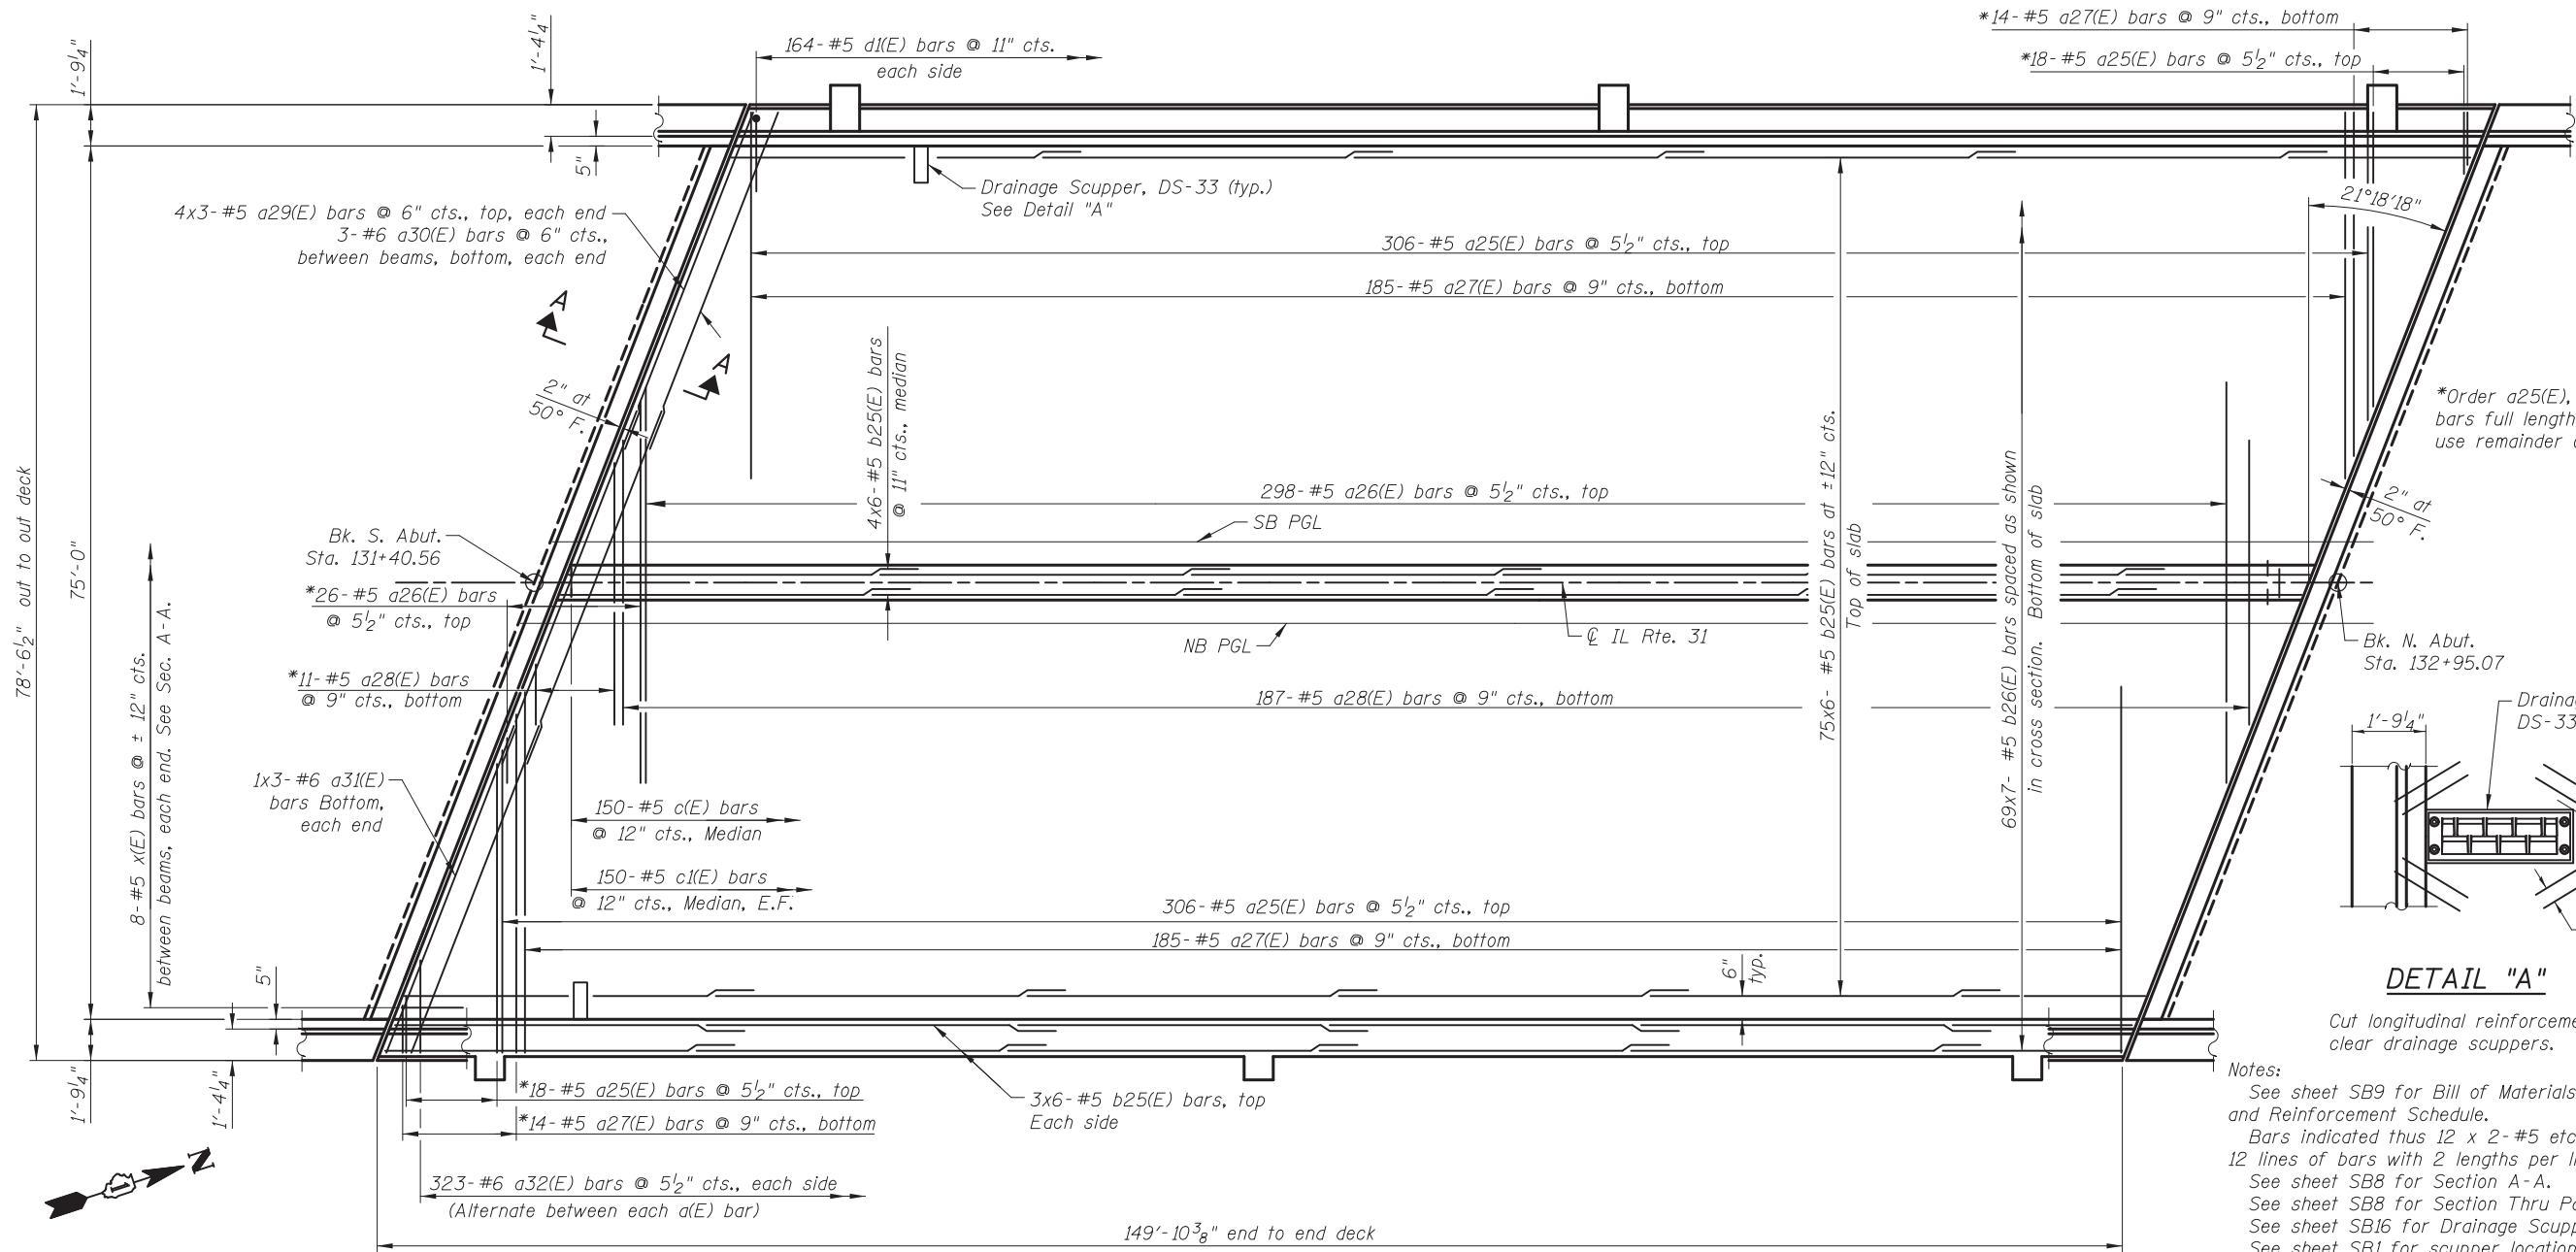 *14-#5 a27(E) bars @ 9" cts., bottom
*18-#5 a25(E) bars @ 5½" cts., top
164-#5 d1(E) bars @ 11" cts.
each side
1'-9¼"
1'-4¼"
5"
Drainage Scupper, DS-33 (typ.)
See Detail "A"
21°18'18"
4x3-#5 a29(E) bars @ 6" cts., top, each end
3-#6 a30(E) bars @ 6" cts.,
between beams, bottom, each end
306-#5 a25(E) bars @ 5½" cts., top
185-#5 a27(E) bars @ 9" cts., bottom
A
A
2" at
50° F.
4x6-#5 b25(E) bars
@ 11" cts., median
75x6- #5 b25(E) bars at ±12" cts.
Top of slab
69x7- #5 b26(E) bars spaced as shown
in cross section. Bottom of slab
*Order a25(E),
bars full length
use remainder
298-#5 a26(E) bars @ 5½" cts., top
SB PGL
2" at
50° F.
78'-6½" out to out deck
75'-0"
Bk. S. Abut.
Sta. 131+40.56
*26-#5 a26(E) bars
@ 5½" cts., top
℄ IL Rte. 31
NB PGL
Bk. N. Abut.
Sta. 132+95.07
8-#5 x(E) bars @ ± 12" cts.
between beams, each end. See Sec. A-A.
*11-#5 a28(E) bars
@ 9" cts., bottom
187-#5 a28(E) bars @ 9" cts., bottom
1'-9¼"
DS-33
1x3-#6 a31(E)
bars Bottom,
each end
150-#5 c(E) bars
@ 12" cts., Median
150-#5 c1(E) bars
@ 12" cts., Median, E.F.
306-#5 a25(E) bars @ 5½" cts., top
185-#5 a27(E) bars @ 9" cts., bottom
5"
6"
typ.
DETAIL "A"
Cut longitudinal
clear drainage scuppers.
1'-9¼"
1'-4¼"
*18-#5 a25(E) bars @ 5½" cts., top
*14-#5 a27(E) bars @ 9" cts., bottom
3x6-#5 b25(E) bars, top
Each side
N
1
323-#6 a32(E) bars @ 5½" cts., each side
(Alternate between each a(E) bar)
149'-10⅜" end to end deck
Notes:
See sheet SB9 for Bill of Materials
and Reinforcement Schedule.
Bars indicated thus 12 x 2-#5 etc
12 lines of bars with 2 lengths per
See sheet SB8 for Section A-A.
See sheet SB8 for Section Thru
See sheet SB16 for Drainage
See sheet SB1 for scupper